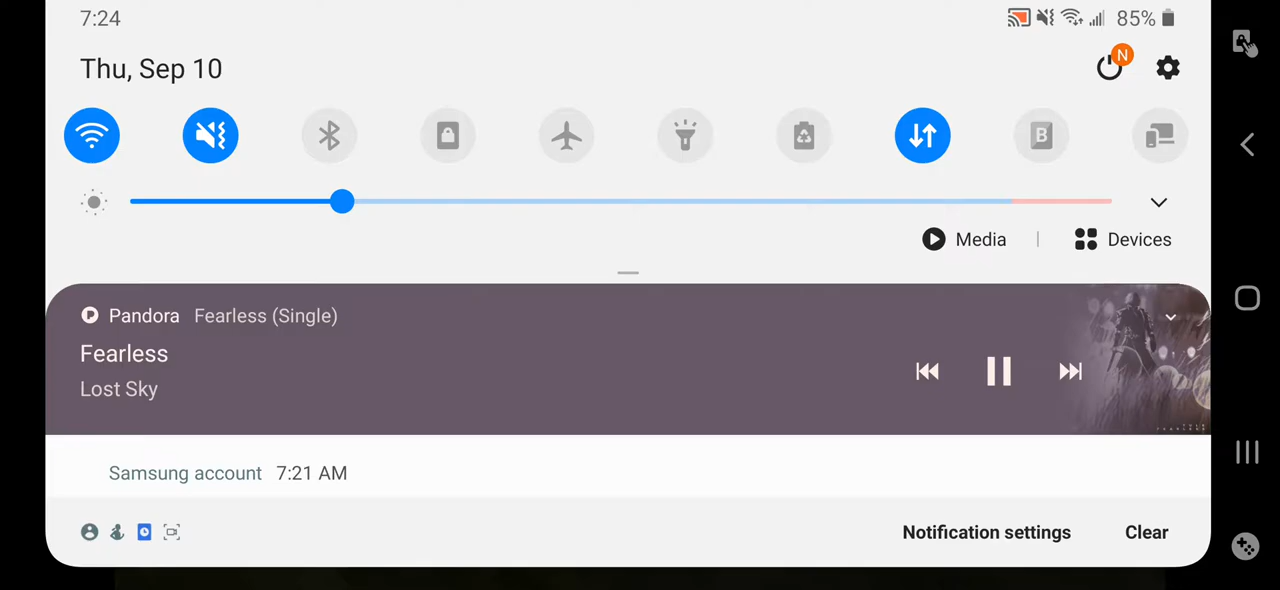 7:24 85%
Thu, Sep 10 N
B
Media | Devices
Pandora Fearless (Single)
Fearless
Lost Sky
Samsung account 7:21 AM
Notification settings Clear